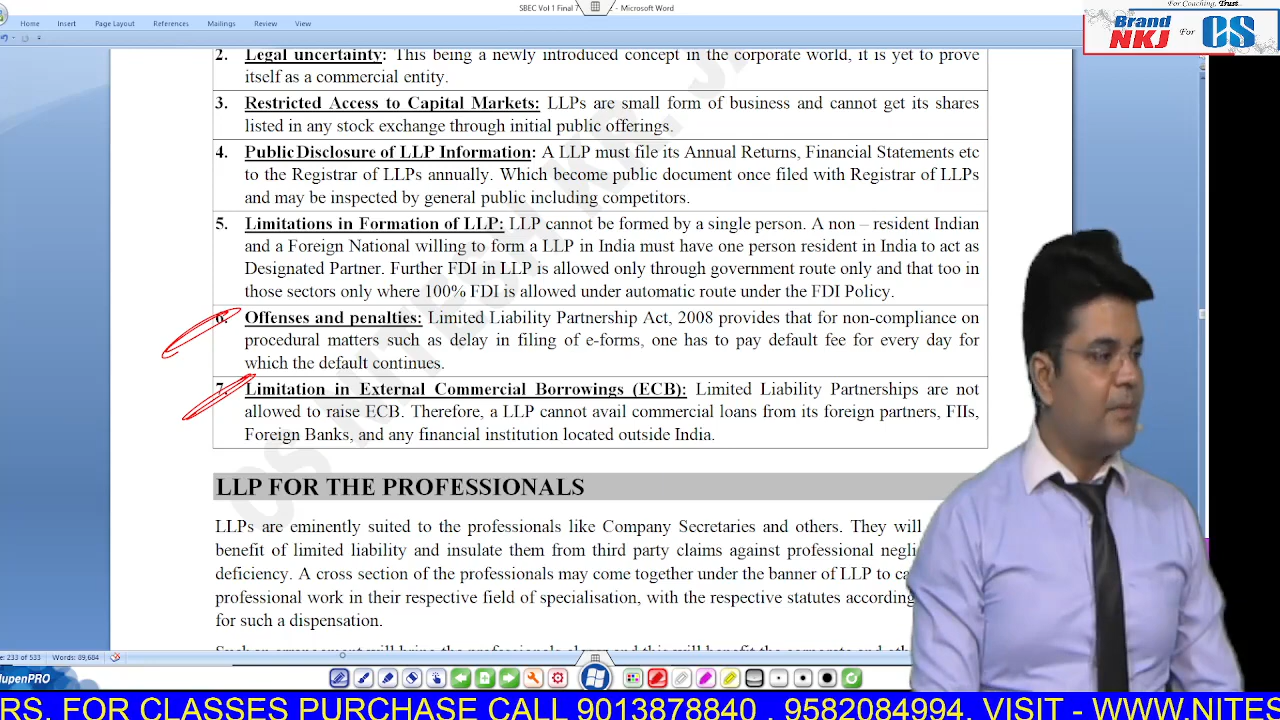 SBEC Vol 1 Final - Microsoft Word
For Coaching, Trust
Home Insert Page Layout References Mailings Review View
Brand NKJ For CS
2. Legal uncertainty: This being a newly introduced concept in the corporate world, it is yet to prove
itself as a commercial entity.
3. Restricted Access to Capital Markets: LLPs are small form of business and cannot get its shares
listed in any stock exchange through initial public offerings.
4. Public Disclosure of LLP Information: A LLP must file its Annual Returns, Financial Statements etc
to the Registrar of LLPs annually. Which become public document once filed with Registrar of LLPs
and may be inspected by general public including competitors.
5. Limitations in Formation of LLP: LLP cannot be formed by a single person. A non – resident Indian
and a Foreign National willing to form a LLP in India must have one person resident in India to act as
Designated Partner. Further FDI in LLP is allowed only through government route only and that too in
those sectors only where 100% FDI is allowed under automatic route under the FDI Policy.
6. Offenses and penalties: Limited Liability Partnership Act, 2008 provides that for non-compliance on
procedural matters such as delay in filing of e-forms, one has to pay default fee for every day for
which the default continues.
7. Limitation in External Commercial Borrowings (ECB): Limited Liability Partnerships are not
allowed to raise ECB. Therefore, a LLP cannot avail commercial loans from its foreign partners, FIIs,
Foreign Banks, and any financial institution located outside India.
LLP FOR THE PROFESSIONALS
LLPs are eminently suited to the professionals like Company Secretaries and others. They will
benefit of limited liability and insulate them from third party claims against professional negli
deficiency. A cross section of the professionals may come together under the banner of LLP to ca
professional work in their respective field of specialisation, with the respective statutes according
for such a dispensation.
e: 233 of 533 Words: 89,684
lupenPRO
RS. FOR CLASSES PURCHASE CALL 9013878840 , 9582084994, VISIT - WWW.NITES